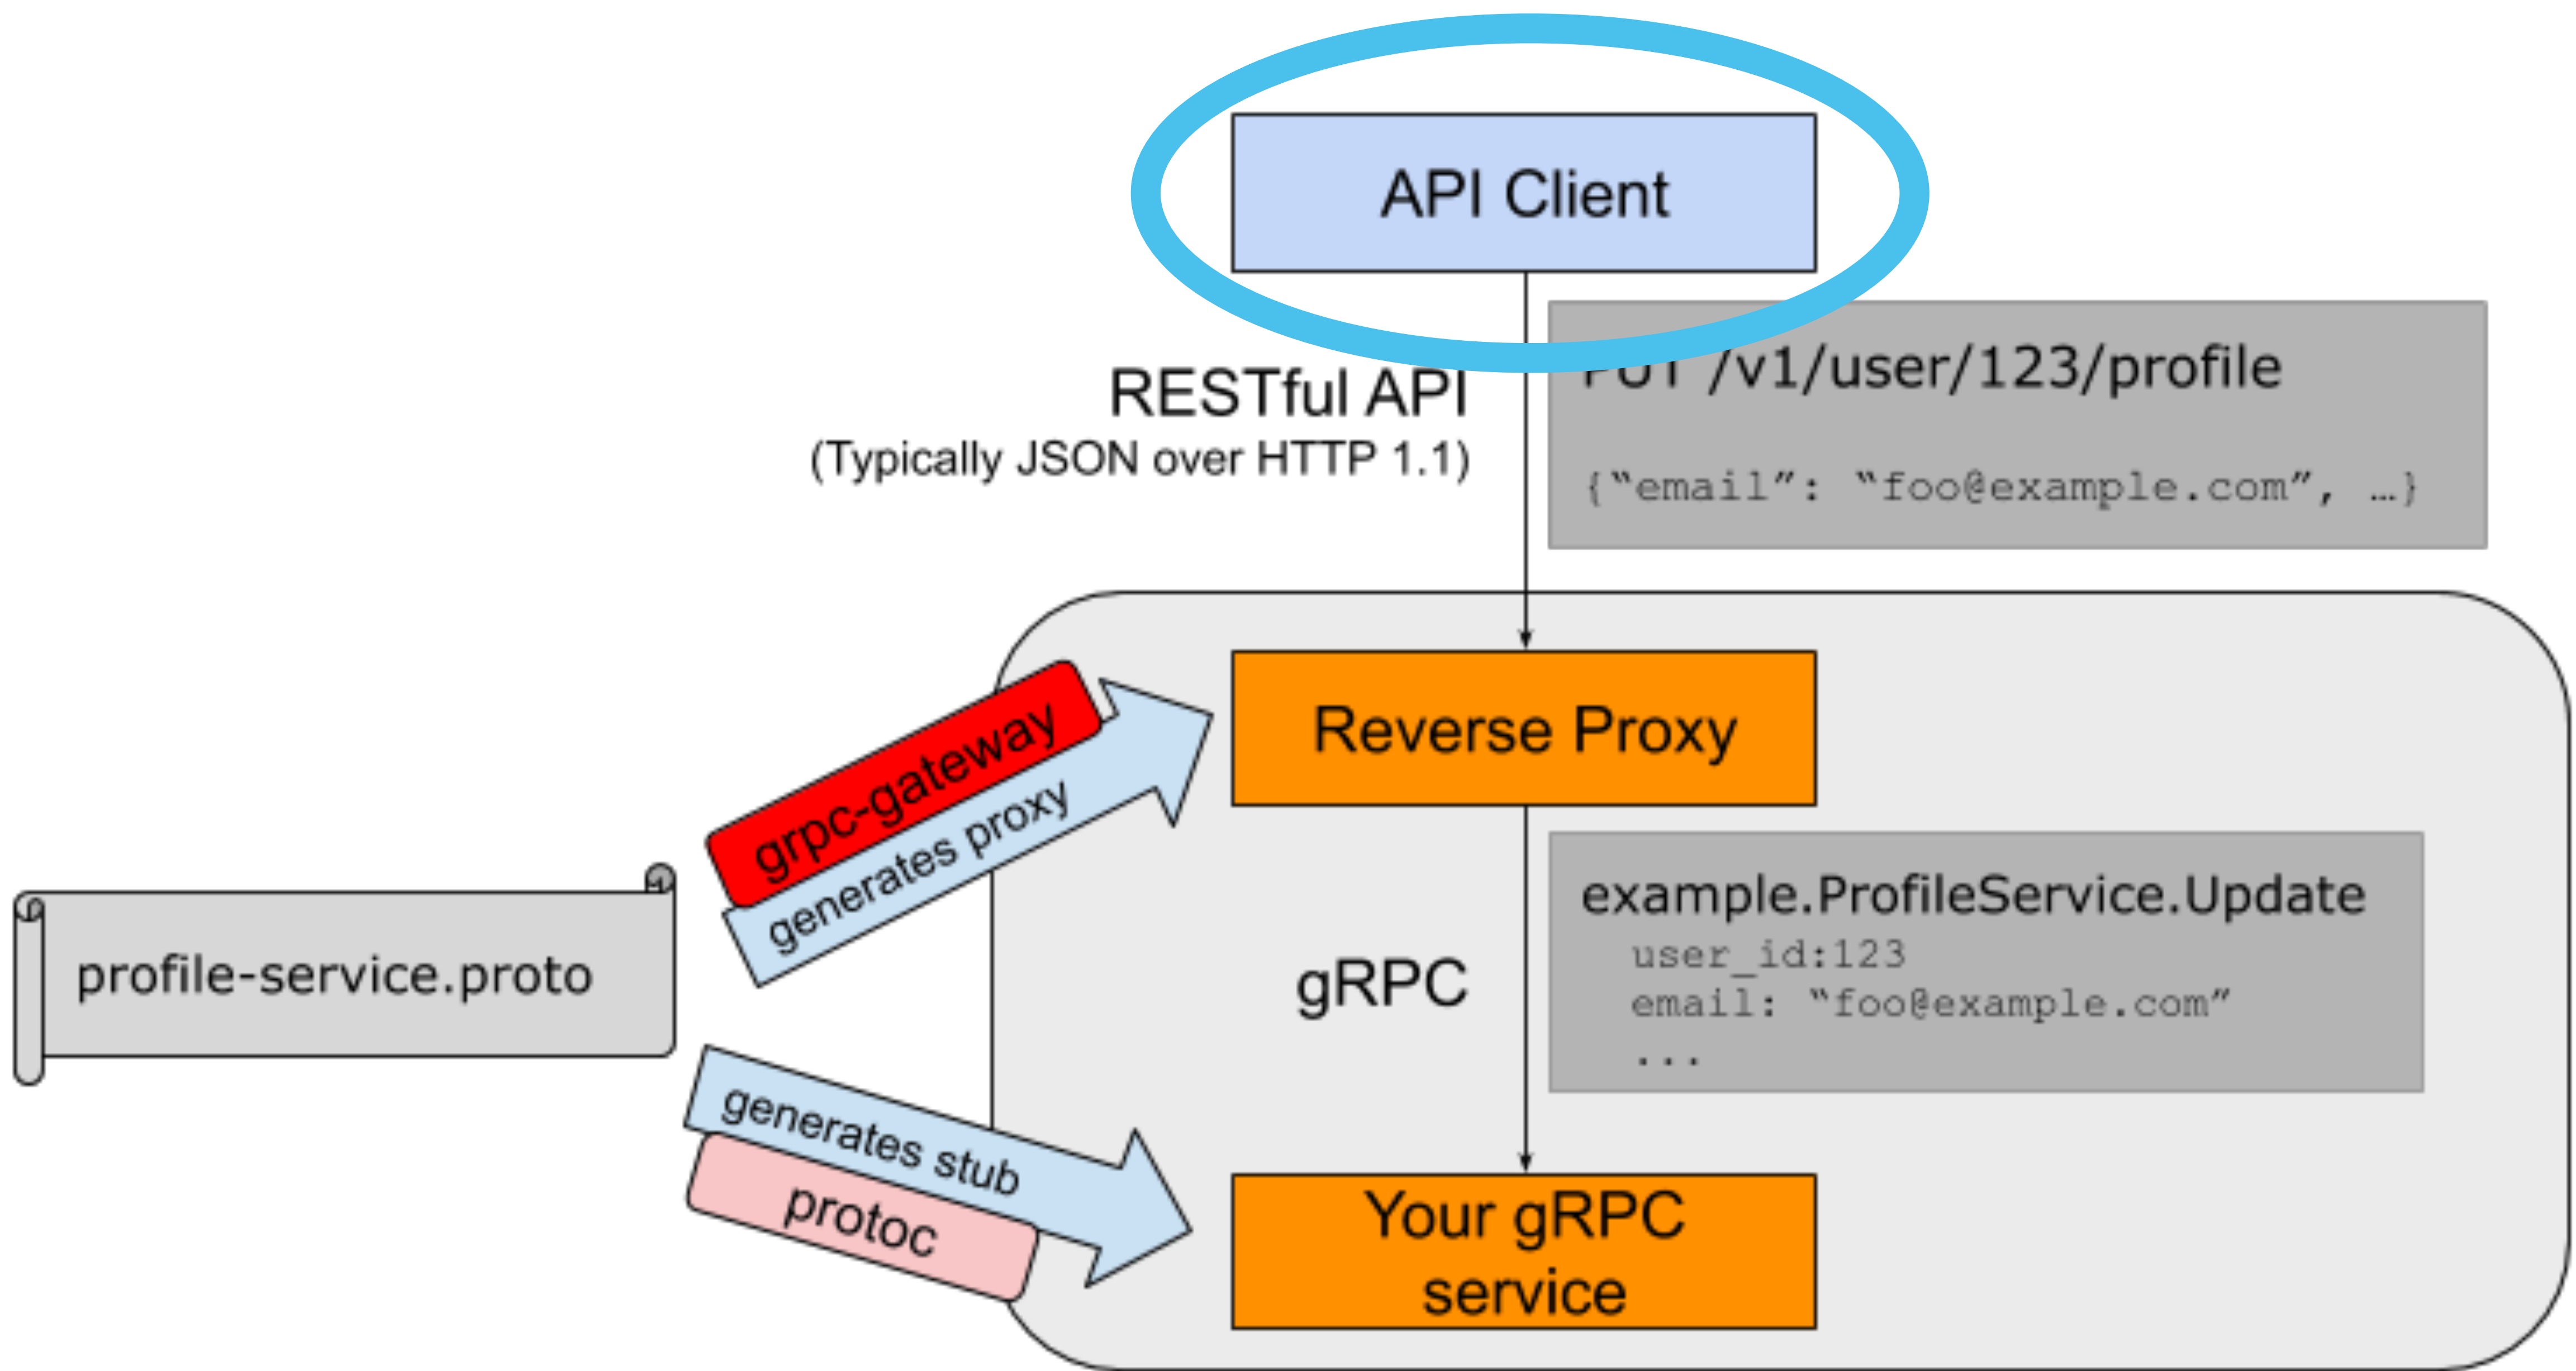 API Client
RESTful API
(Typically JSON over HTTP 1.1)
PUT /v1/user/123/profile
{“email”: “foo@example.com”, …}
grpc-gateway
generates proxy
Reverse Proxy
profile-service.proto
gRPC
example.ProfileService.Update
user_id:123
email: “foo@example.com”
...
generates stub
protoc
Your gRPC
service